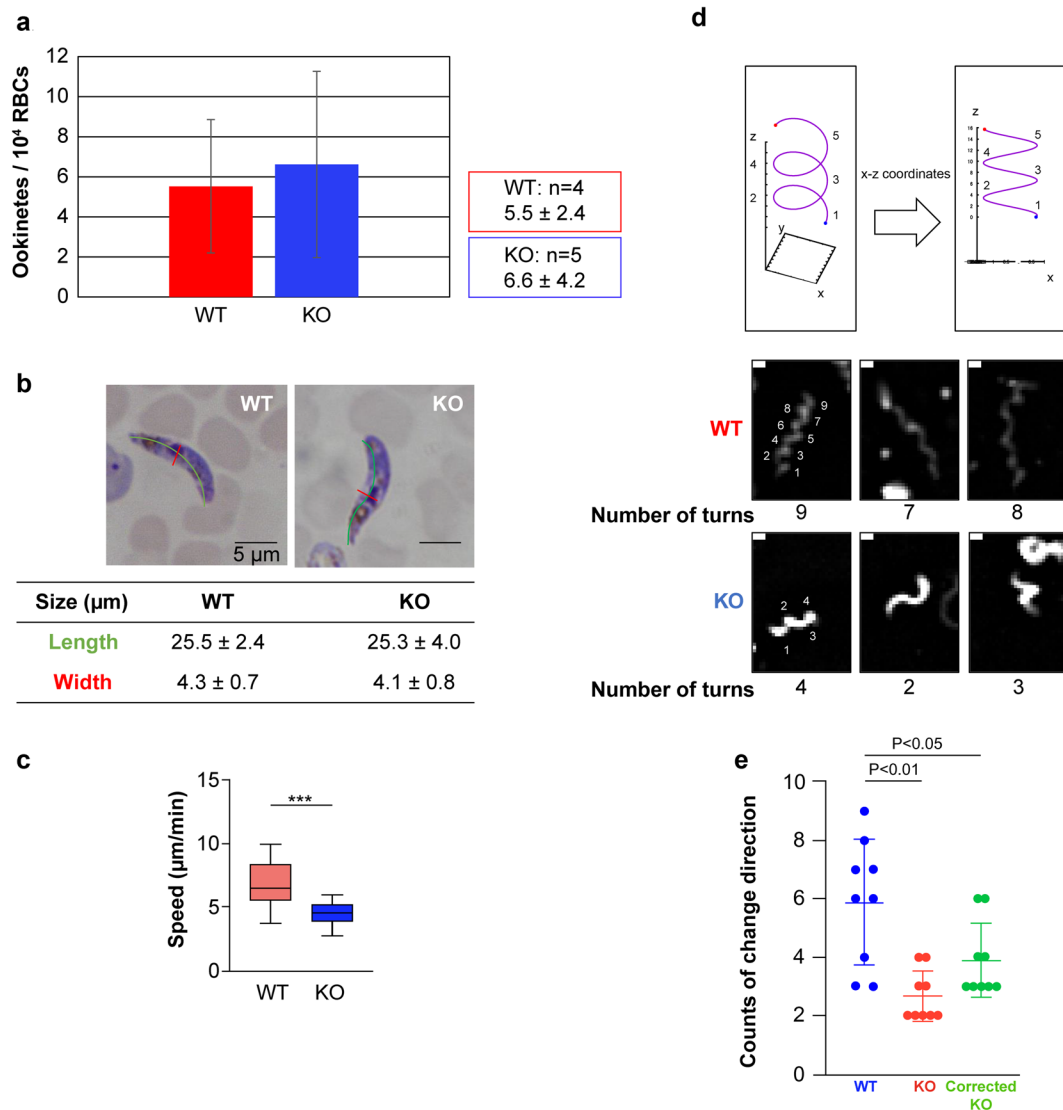 a
12
10
8
6
4
2
0
Ookinetes / 10⁴ RBCs
WT
KO
WT: n=4
5.5 ± 2.4
KO: n=5
6.6 ± 4.2
b
WT
KO
5 µm
Size (µm) WT KO
Length 25.5 ± 2.4 25.3 ± 4.0
Width 4.3 ± 0.7 4.1 ± 0.8
c
Speed (µm/min)
15
10
5
0
***
WT
KO
d
z
4
2
5
3
1
y
x
x-z coordinates
z
18
16
14
12
10
8
6
4
2
0
5
4
3
2
1
x
WT
8 9
6 7
4 5
2 3
1
Number of turns 9 7 8
KO
2 4
1 3
Number of turns 4 2 3
e
P<0.05
P<0.01
Counts of change direction
10
8
6
4
2
0
WT
KO
Corrected
KO